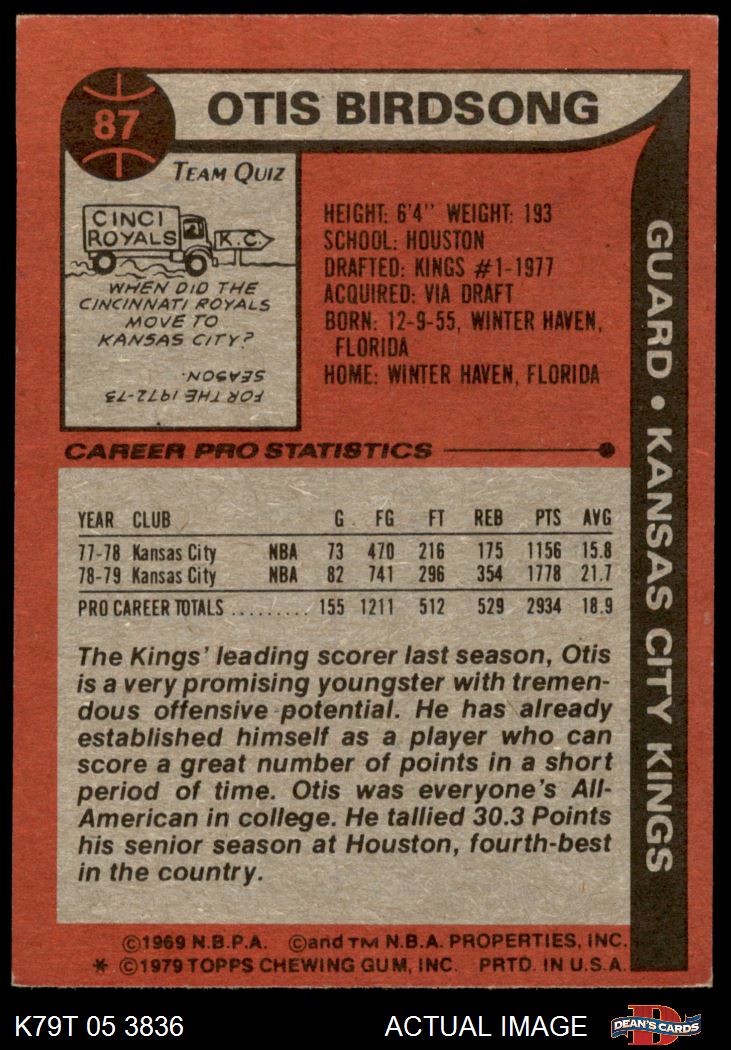 87
OTIS BIRDSONG
TEAM QUIZ
CINCI
ROYALS
K.C.
WHEN DID THE
CINCINNATI ROYALS
MOVE TO
KANSAS CITY?
FOR THE 1972-73
SEASON.
HEIGHT: 6'4" WEIGHT: 193
SCHOOL: HOUSTON
DRAFTED: KINGS #1-1977
ACQUIRED: VIA DRAFT
BORN: 12-9-55, WINTER HAVEN,
FLORIDA
HOME: WINTER HAVEN, FLORIDA
GUARD • KANSAS CITY KINGS
CAREER PRO STATISTICS
YEAR CLUB G FG FT REB PTS AVG
77-78 Kansas City NBA 73 470 216 175 1156 15.8
78-79 Kansas City NBA 82 741 296 354 1778 21.7
PRO CAREER TOTALS ......... 155 1211 512 529 2934 18.9
The Kings' leading scorer last season, Otis
is a very promising youngster with tremen-
dous offensive potential. He has already
established himself as a player who can
score a great number of points in a short
period of time. Otis was everyone's All-
American in college. He tallied 30.3 Points
his senior season at Houston, fourth-best
in the country.
©1969 N.B.P.A. ©and TM N.B.A. PROPERTIES, INC.
* ©1979 TOPPS CHEWING GUM, INC. PRTD. IN U.S.A.
K79T 05 3836
ACTUAL IMAGE
D
DEAN'S CARDS